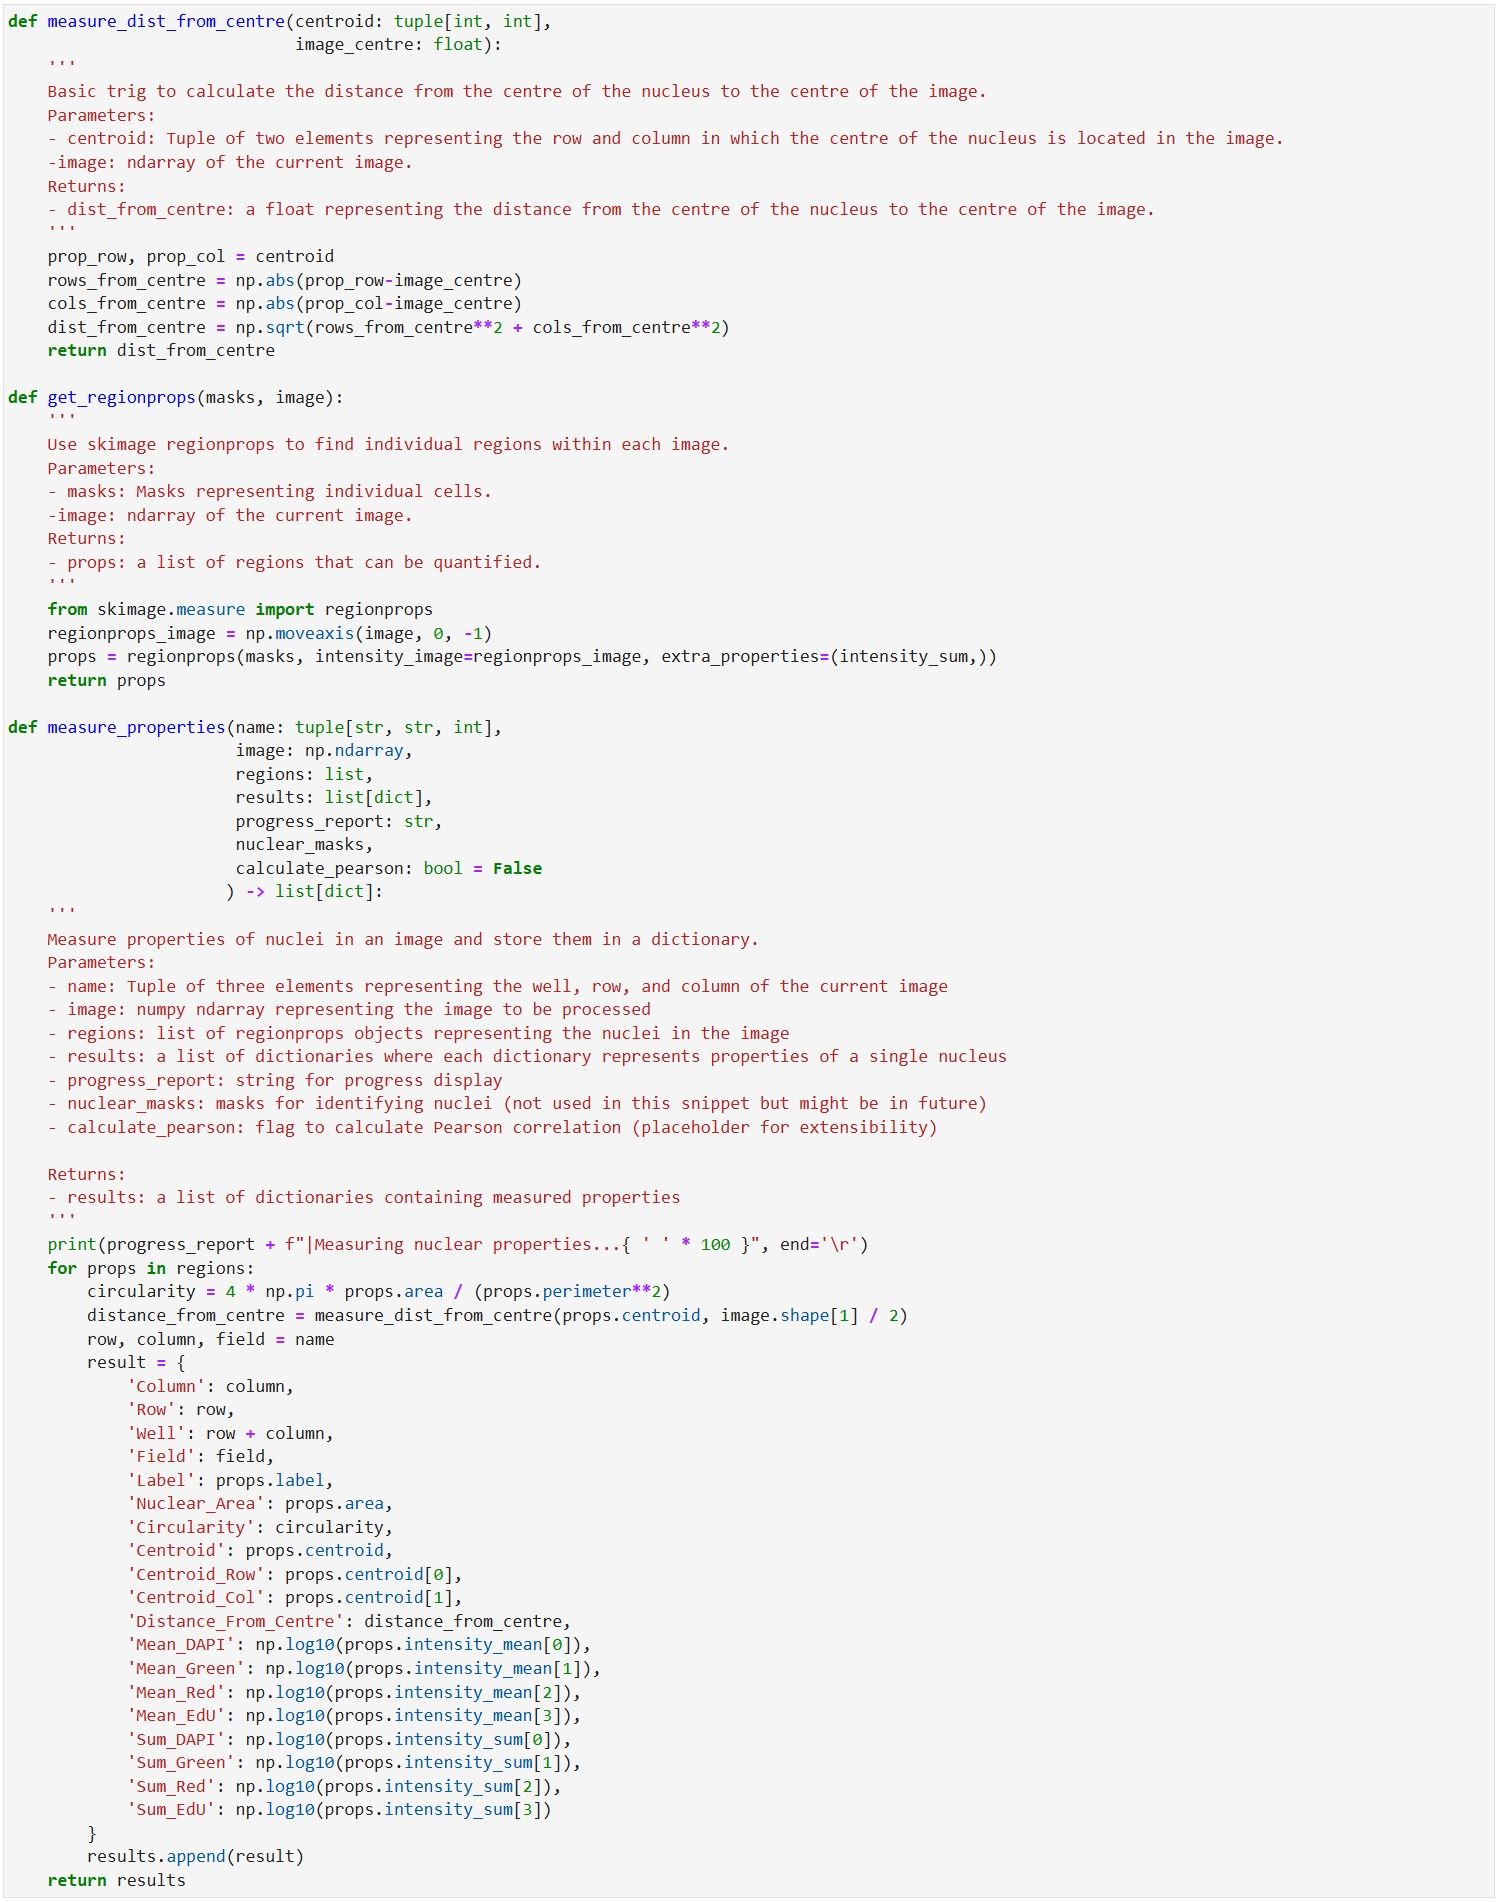 def measure_dist_from_centre(centroid: tuple[int, int],
                             image_centre: float):
    '''
    Basic trig to calculate the distance from the centre of the nucleus to the centre of the image.
    Parameters:
    - centroid: Tuple of two elements representing the row and column in which the centre of the nucleus is located in the image.
    -image: ndarray of the current image.
    Returns:
    - dist_from_centre: a float representing the distance from the centre of the nucleus to the centre of the image.
    '''
    prop_row, prop_col = centroid
    rows_from_centre = np.abs(prop_row-image_centre)
    cols_from_centre = np.abs(prop_col-image_centre)
    dist_from_centre = np.sqrt(rows_from_centre**2 + cols_from_centre**2)
    return dist_from_centre

def get_regionprops(masks, image):
    '''
    Use skimage regionprops to find individual regions within each image.
    Parameters:
    - masks: Masks representing individual cells.
    -image: ndarray of the current image.
    Returns:
    - props: a list of regions that can be quantified.
    '''
    from skimage.measure import regionprops
    regionprops_image = np.moveaxis(image, 0, -1)
    props = regionprops(masks, intensity_image=regionprops_image, extra_properties=(intensity_sum,))
    return props

def measure_properties(name: tuple[str, str, int],
                       image: np.ndarray,
                       regions: list,
                       results: list[dict],
                       progress_report: str,
                       nuclear_masks,
                       calculate_pearson: bool = False
                      ) -> list[dict]:
    '''
    Measure properties of nuclei in an image and store them in a dictionary.
    Parameters:
    - name: Tuple of three elements representing the well, row, and column of the current image
    - image: numpy ndarray representing the image to be processed
    - regions: list of regionprops objects representing the nuclei in the image
    - results: a list of dictionaries where each dictionary represents properties of a single nucleus
    - progress_report: string for progress display
    - nuclear_masks: masks for identifying nuclei (not used in this snippet but might be in future)
    - calculate_pearson: flag to calculate Pearson correlation (placeholder for extensibility)

    Returns:
    - results: a list of dictionaries containing measured properties
    '''
    print(progress_report + f"|Measuring nuclear properties...{ ' ' * 100 }", end='\r')
    for props in regions:
        circularity = 4 * np.pi * props.area / (props.perimeter**2)
        distance_from_centre = measure_dist_from_centre(props.centroid, image.shape[1] / 2)
        row, column, field = name
        result = {
            'Column': column,
            'Row': row,
            'Well': row + column,
            'Field': field,
            'Label': props.label,
            'Nuclear_Area': props.area,
            'Circularity': circularity,
            'Centroid': props.centroid,
            'Centroid_Row': props.centroid[0],
            'Centroid_Col': props.centroid[1],
            'Distance_From_Centre': distance_from_centre,
            'Mean_DAPI': np.log10(props.intensity_mean[0]),
            'Mean_Green': np.log10(props.intensity_mean[1]),
            'Mean_Red': np.log10(props.intensity_mean[2]),
            'Mean_EdU': np.log10(props.intensity_mean[3]),
            'Sum_DAPI': np.log10(props.intensity_sum[0]),
            'Sum_Green': np.log10(props.intensity_sum[1]),
            'Sum_Red': np.log10(props.intensity_sum[2]),
            'Sum_EdU': np.log10(props.intensity_sum[3])
        }
        results.append(result)
    return results